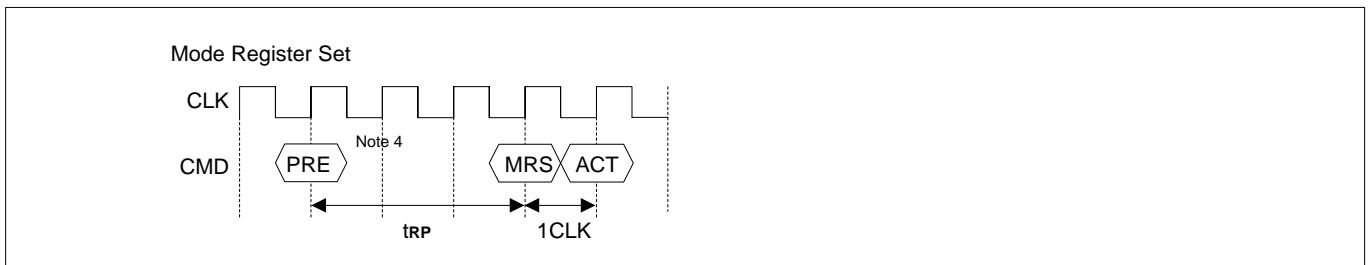 Mode Register Set
CLK
Note 4
CMD PRE MRS ACT
tRP 1CLK